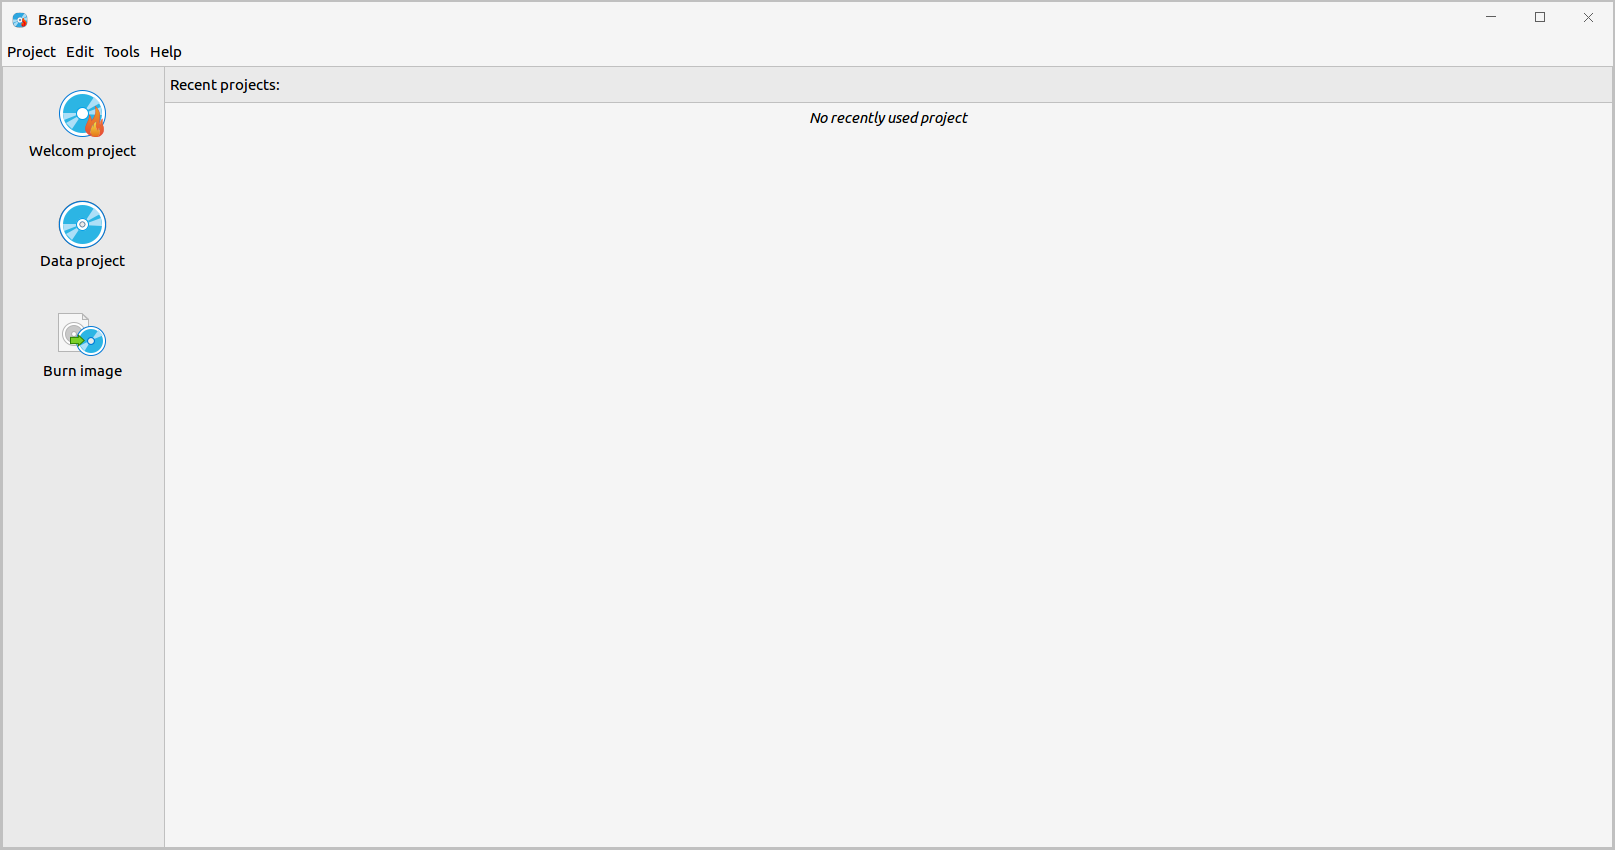 Brasero
Project Edit Tools Help
Recent projects:
No recently used project
Welcom project
Data project
Burn image